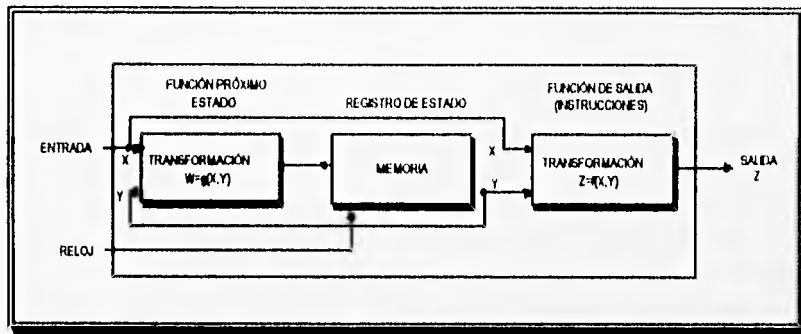 FUNCIÓN PRÓXIMO
ESTADO
REGISTRO DE ESTADO
FUNCIÓN DE SALIDA
(INSTRUCCIONES)
ENTRADA
X
TRANSFORMACIÓN
W=g(X,Y)
Y
MEMORIA
X
Y
TRANSFORMACIÓN
Z=f(X,Y)
SALIDA
Z
RELOJ